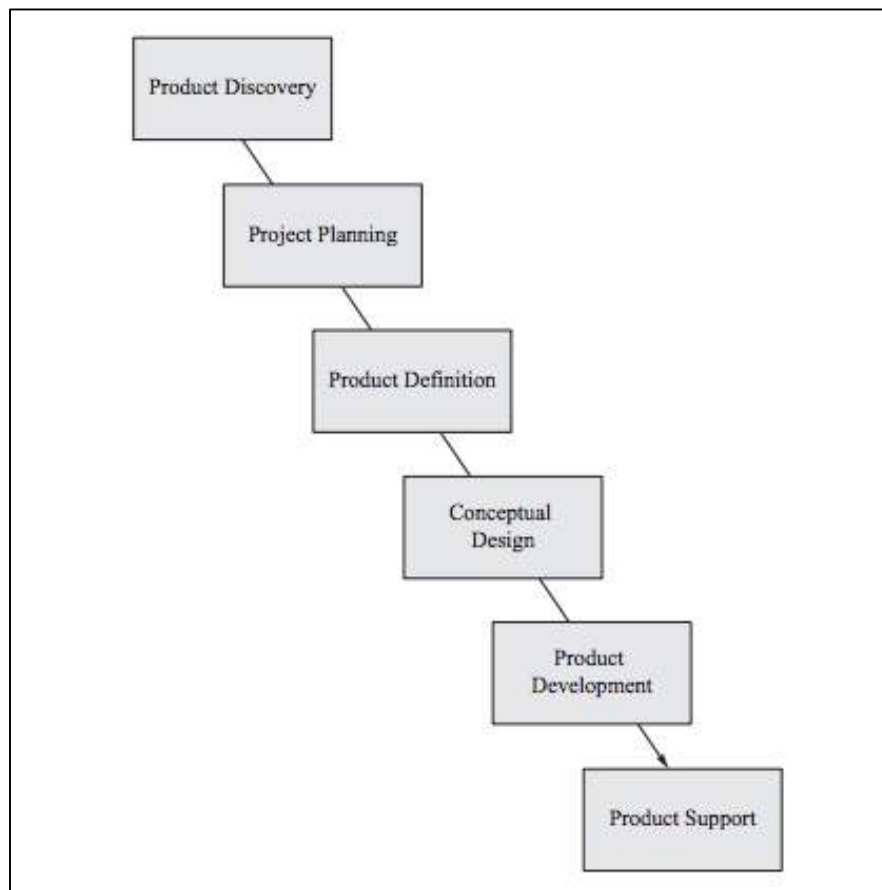 Product Discovery
Project Planning
Product Definition
Conceptual
Design
Product
Development
Product Support